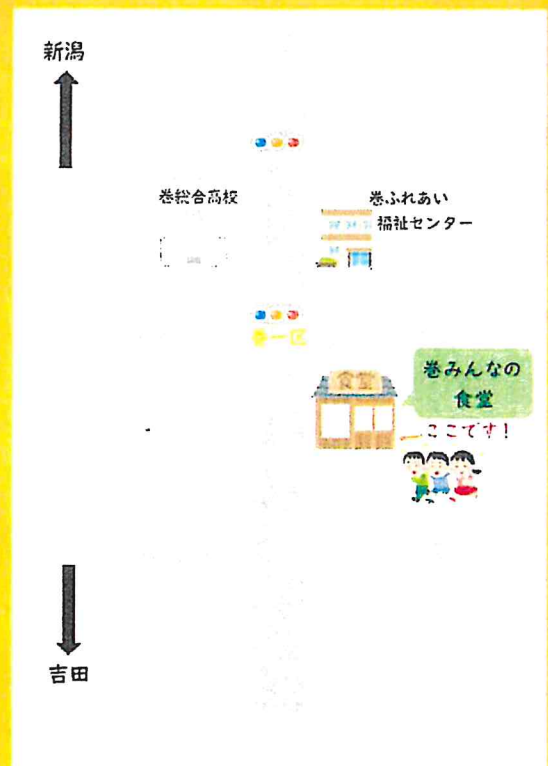 新潟
巻総合高校
巻ふれあい
福祉センター
巻一区
食堂
巻みんなの
食堂
ここです!
吉田